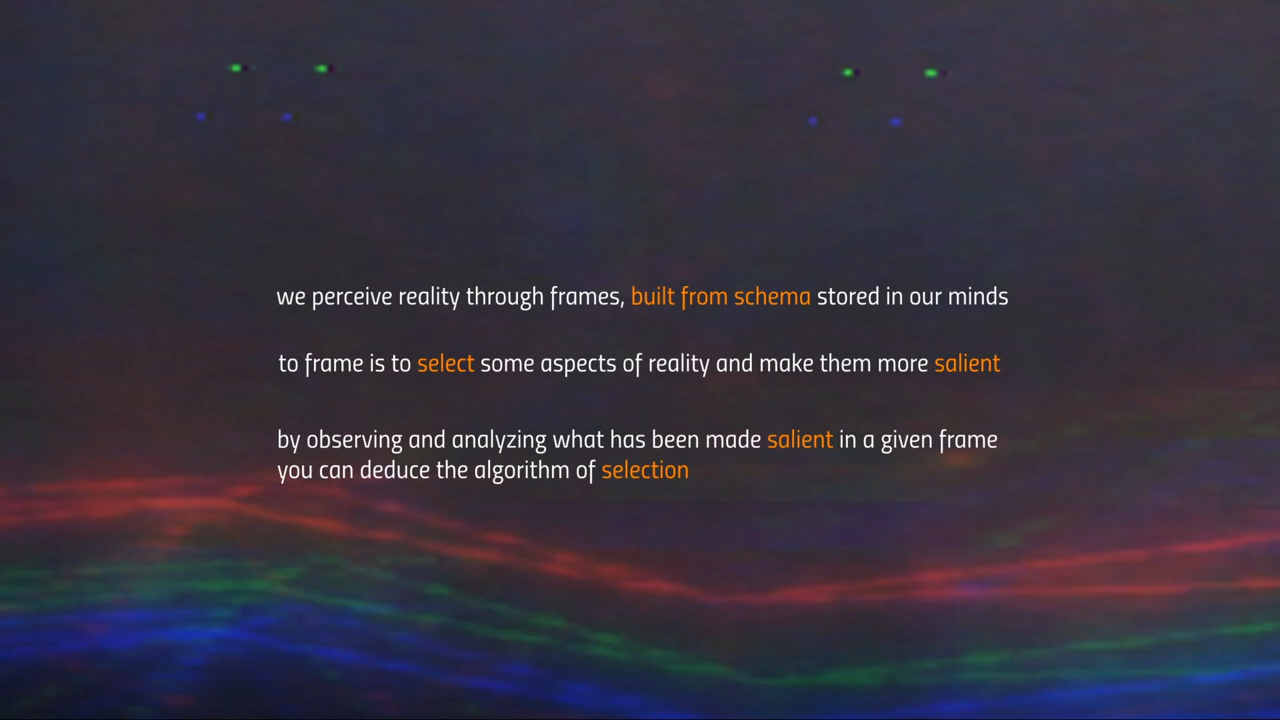 we perceive reality through frames, built from schema stored in our minds
to frame is to select some aspects of reality and make them more salient
by observing and analyzing what has been made salient in a given frame
you can deduce the algorithm of selection